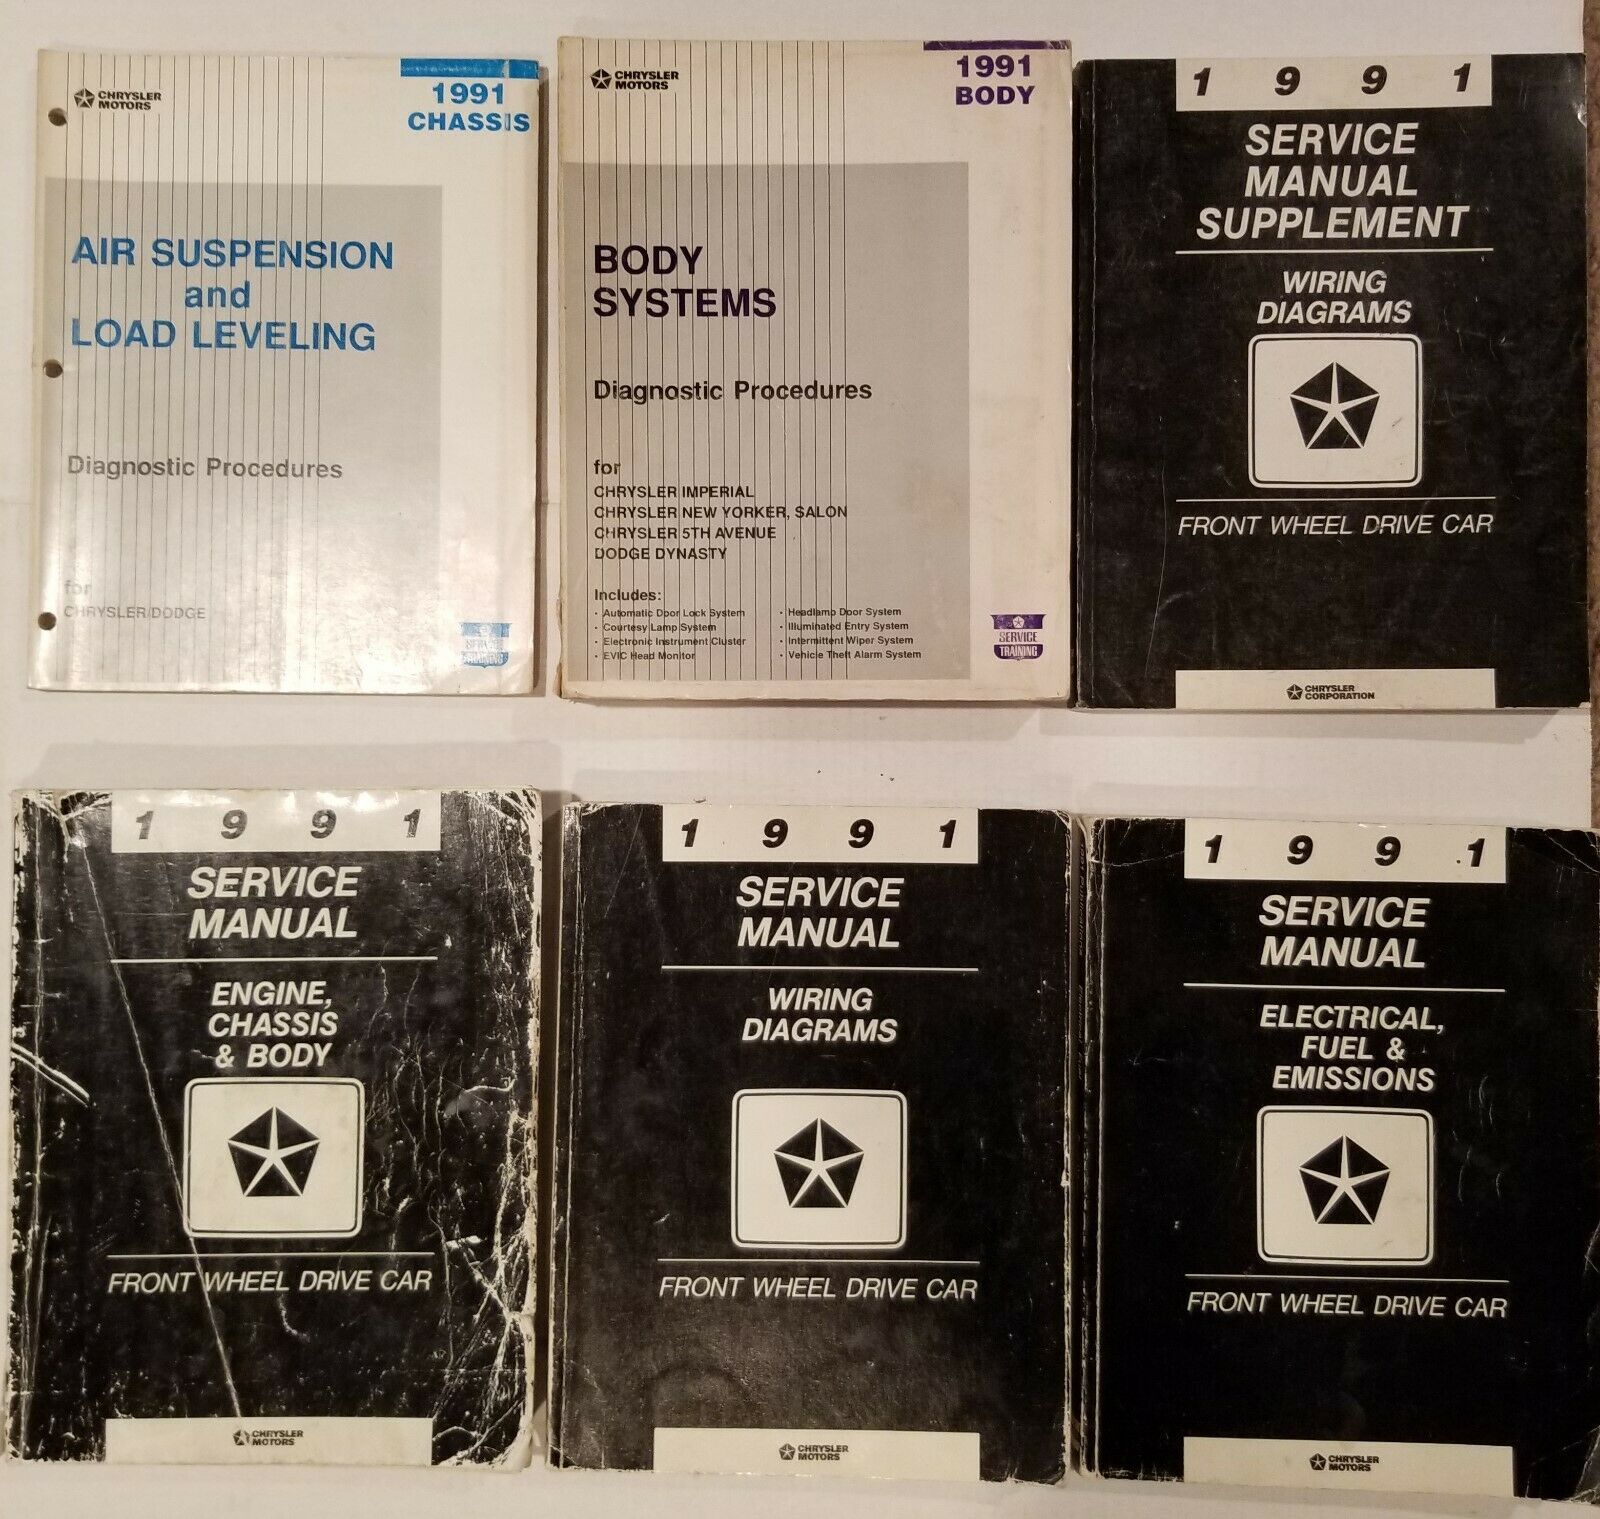 CHRYSLER
MOTORS
1991
CHASSIS
AIR SUSPENSION
and
LOAD LEVELING
Diagnostic Procedures
for
CHRYSLER/DODGE
SERVICE
TRAINING
CHRYSLER
MOTORS
1991
BODY
BODY
SYSTEMS
Diagnostic Procedures
for
CHRYSLER IMPERIAL
CHRYSLER NEW YORKER, SALON
CHRYSLER 5TH AVENUE
DODGE DYNASTY
Includes:
• Automatic Door Lock System
• Courtesy Lamp System
• Electronic Instrument Cluster
• EVIC Head Monitor
• Headlamp Door System
• Illuminated Entry System
• Intermittent Wiper System
• Vehicle Theft Alarm System
SERVICE
TRAINING
1 9 9 1
SERVICE
MANUAL
SUPPLEMENT
WIRING
DIAGRAMS
FRONT WHEEL DRIVE CAR
CHRYSLER
CORPORATION
1 9 9 1
SERVICE
MANUAL
ENGINE,
CHASSIS
& BODY
FRONT WHEEL DRIVE CAR
CHRYSLER
MOTORS
1 9 9 1
SERVICE
MANUAL
WIRING
DIAGRAMS
FRONT WHEEL DRIVE CAR
CHRYSLER
MOTORS
1 9 9 1
SERVICE
MANUAL
ELECTRICAL,
FUEL &
EMISSIONS
FRONT WHEEL DRIVE CAR
CHRYSLER
MOTORS